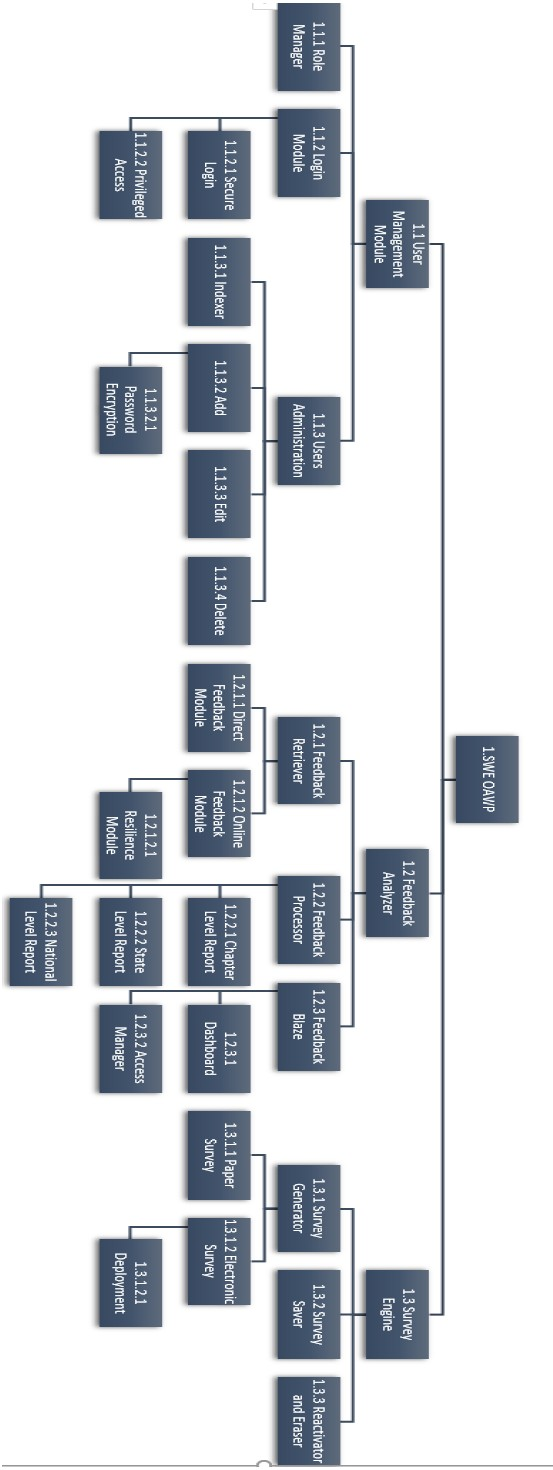 1.SWE OAWP
1.1 User
Management
Module
1.2 Feedback
Analyzer
1.3 Survey
Engine
1.1.1 Role
Manager
1.1.2 Login
Module
1.1.3 Users
Administration
1.2.1 Feedback
Retriever
1.2.2 Feedback
Processor
1.2.3 Feedback
Blaze
1.3.1 Survey
Generator
1.3.2 Survey
Saver
1.3.3 Reactivator
and Eraser
1.1.2.1 Secure
Login
1.1.3.1 Indexer
1.1.3.2 Add
1.1.3.3 Edit
1.1.3.4 Delete
1.2.1.1 Direct
Feedback
Module
1.2.1.2 Online
Feedback
Module
1.2.2.1 Chapter
Level Report
1.2.3.1
Dashboard
1.3.1.1 Paper
Survey
1.3.1.2 Electronic
Survey
1.1.2.2 Privileged
Access
1.1.3.2.1
Password
Encryption
1.2.1.2.1
Resilience
Module
1.2.2.2 State
Level Report
1.2.3.2 Access
Manager
1.3.1.2.1
Deployment
1.2.2.3 National
Level Report